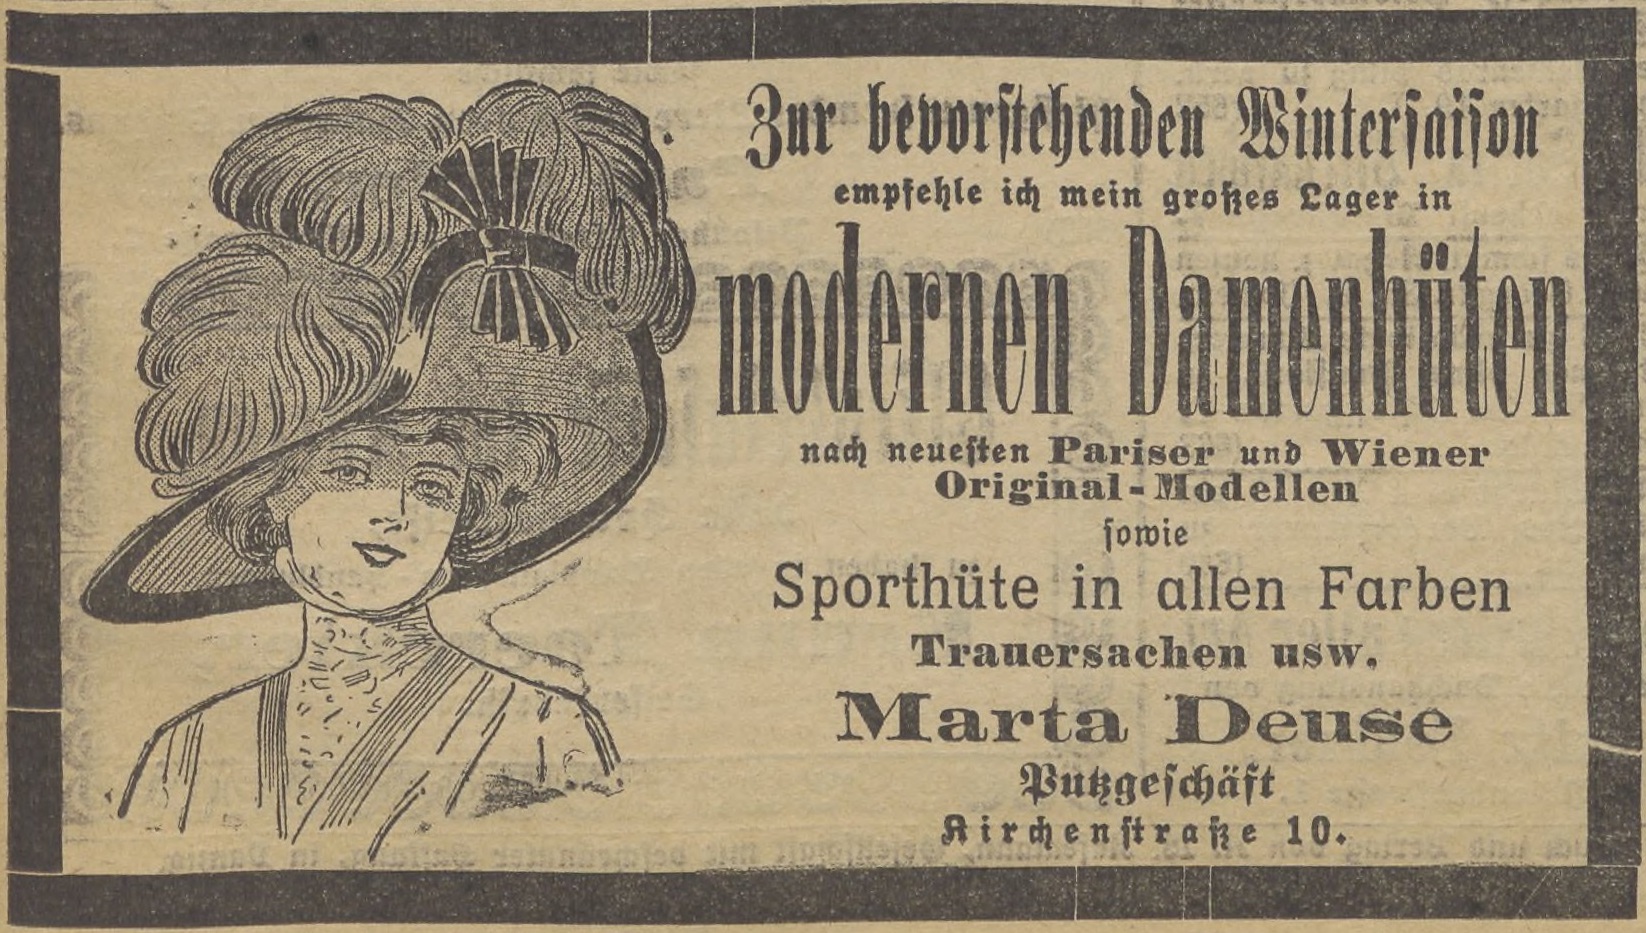 Zur bevorstehenden Wintersaison
empfehle ich mein großes Lager in
modernen Damenhüten
nach neuesten Pariser und Wiener
Original-Modellen
sowie
Sporthüte in allen Farben
Trauersachen usw.
Marta Deuse
Putzgeschäft
Kirchenstraße 10.